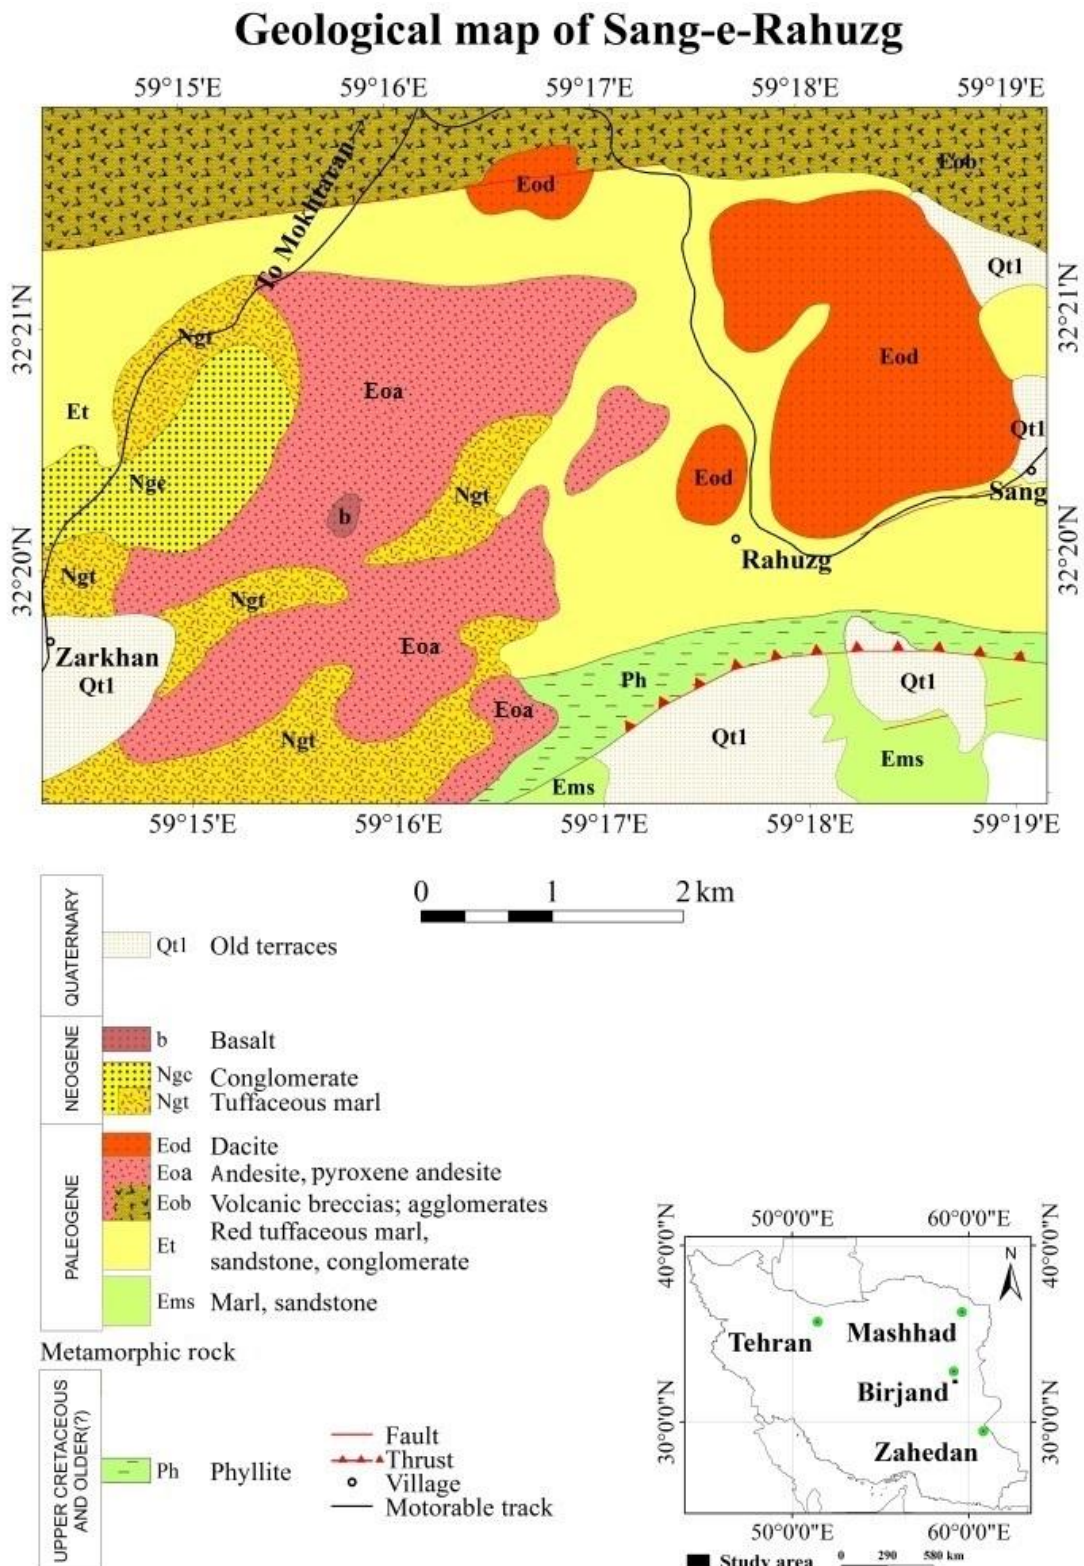 Geological map of Sang-e-Rahuzg
59°15'E 59°16'E 59°17'E 59°18'E 59°19'E
To Mokhtaran
Eob
Eod
Qt1
32°21'N
32°21'N
Ngt
Eod
Et
Eoa
Qt1
Ngc
Eod
Ngt
Sang
b
Rahuzg
32°20'N
32°20'N
Ngt
Ngt
Eoa
Zarkhan
Qt1
Ph
Qt1
Eoa
Ngt
Qt1
Ems
Ems
59°15'E 59°16'E 59°17'E 59°18'E 59°19'E
0 1 2 km
QUATERNARY
Qt1 Old terraces
NEOGENE
b Basalt
Ngc Conglomerate
Ngt Tuffaceous marl
PALEOGENE
Eod Dacite
Eoa Andesite, pyroxene andesite
Eob Volcanic breccias; agglomerates
Et Red tuffaceous marl,
sandstone, conglomerate
Ems Marl, sandstone
Metamorphic rock
UPPER CRETACEOUS
AND OLDER(?)
Ph Phyllite
Fault
Thrust
Village
Motorable track
50°0'0"E 60°0'0"E
40°0'0"N
40°0'0"N
N
Tehran
Mashhad
Birjand
30°0'0"N
30°0'0"N
Zahedan
50°0'0"E 60°0'0"E
Study area
0 290 580 km